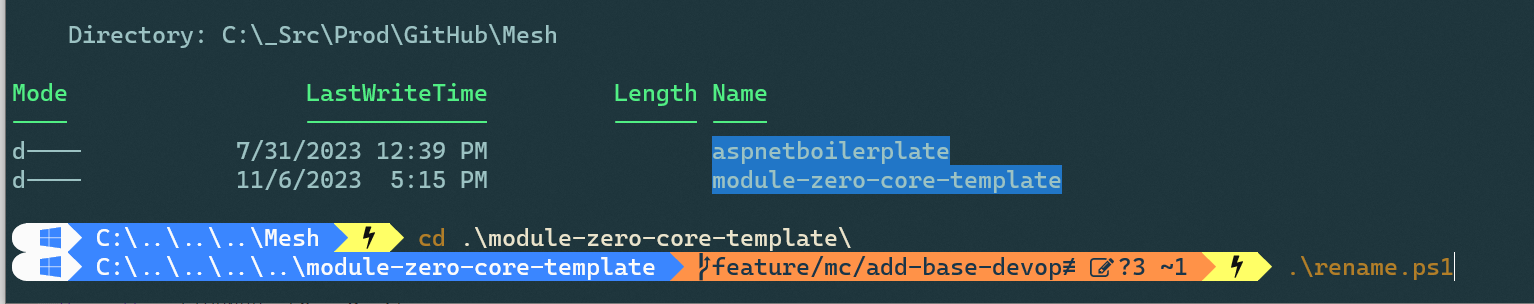 Directory: C:\_Src\Prod\GitHub\Mesh
Mode LastWriteTime Length Name
d---- 7/31/2023 12:39 PM aspnetboilerplate
d---- 11/6/2023 5:15 PM module-zero-core-template
C:\..\..\..\Mesh cd .\module-zero-core-template\
C:\..\..\..\module-zero-core-template feature/mc/add-base-devop≢ ?3 ~1 .\rename.ps1